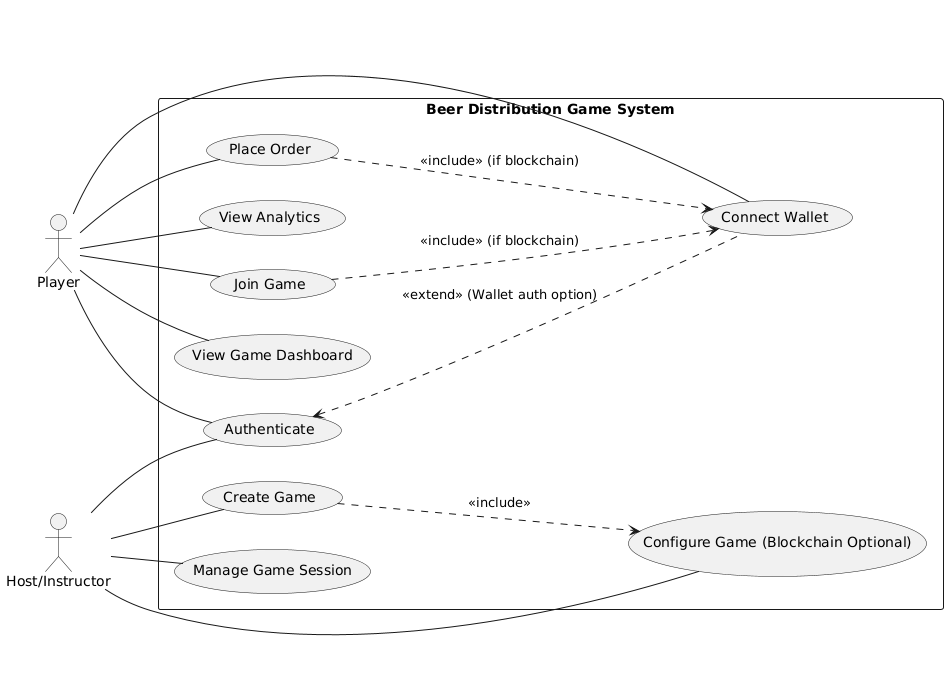 Beer Distribution Game System
Place Order
«include» (if blockchain)
View Analytics
Connect Wallet
«include» (if blockchain)
Player
Join Game
«extend» (Wallet auth option)
View Game Dashboard
Authenticate
Create Game
«include»
Configure Game (Blockchain Optional)
Host/Instructor
Manage Game Session